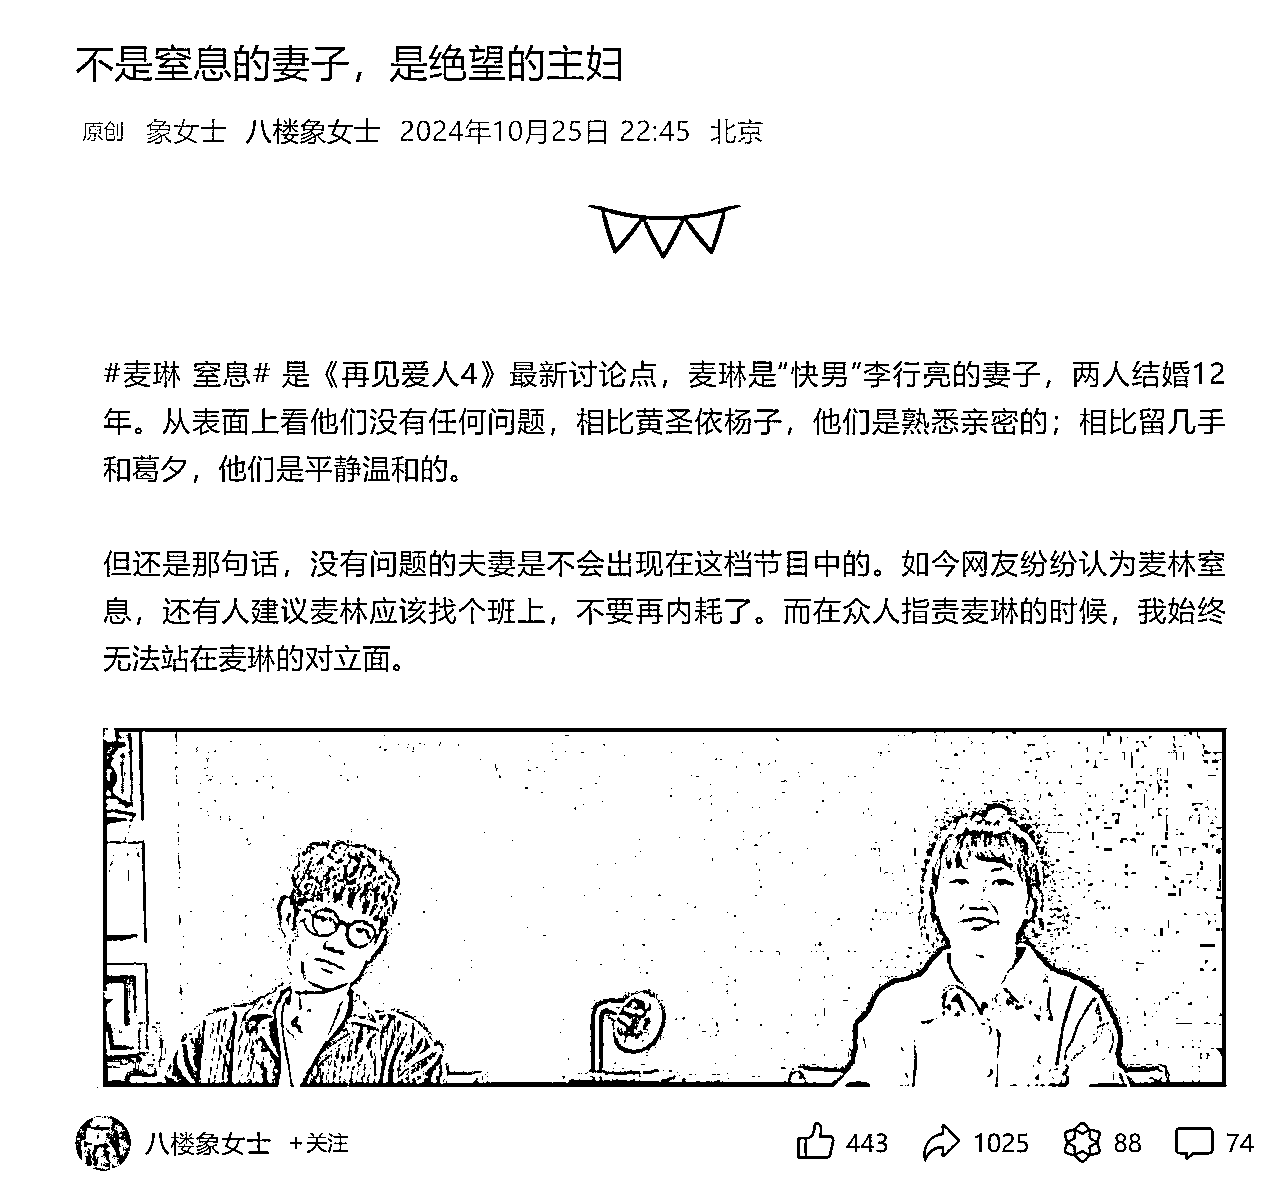 不是窒息的妻子，是绝望的主妇
原创 象女士 八楼象女士 2024年10月25日 22:45 北京
#麦琳 窒息# 是《再见爱人4》最新讨论点，麦琳是“快男”李行亮的妻子，两人结婚12
年。从表面上看他们没有任何问题，相比黄圣依杨子，他们是熟悉亲密的；相比留几手
和葛夕，他们是平静温和的。
但还是那句话，没有问题的夫妻是不会出现在这档节目中的。如今网友纷纷认为麦林窒
息，还有人建议麦林应该找个班上，不要再内耗了。而在众人指责麦琳的时候，我始终
无法站在麦琳的对立面。
八楼象女士 +关注 443 1025 88 74